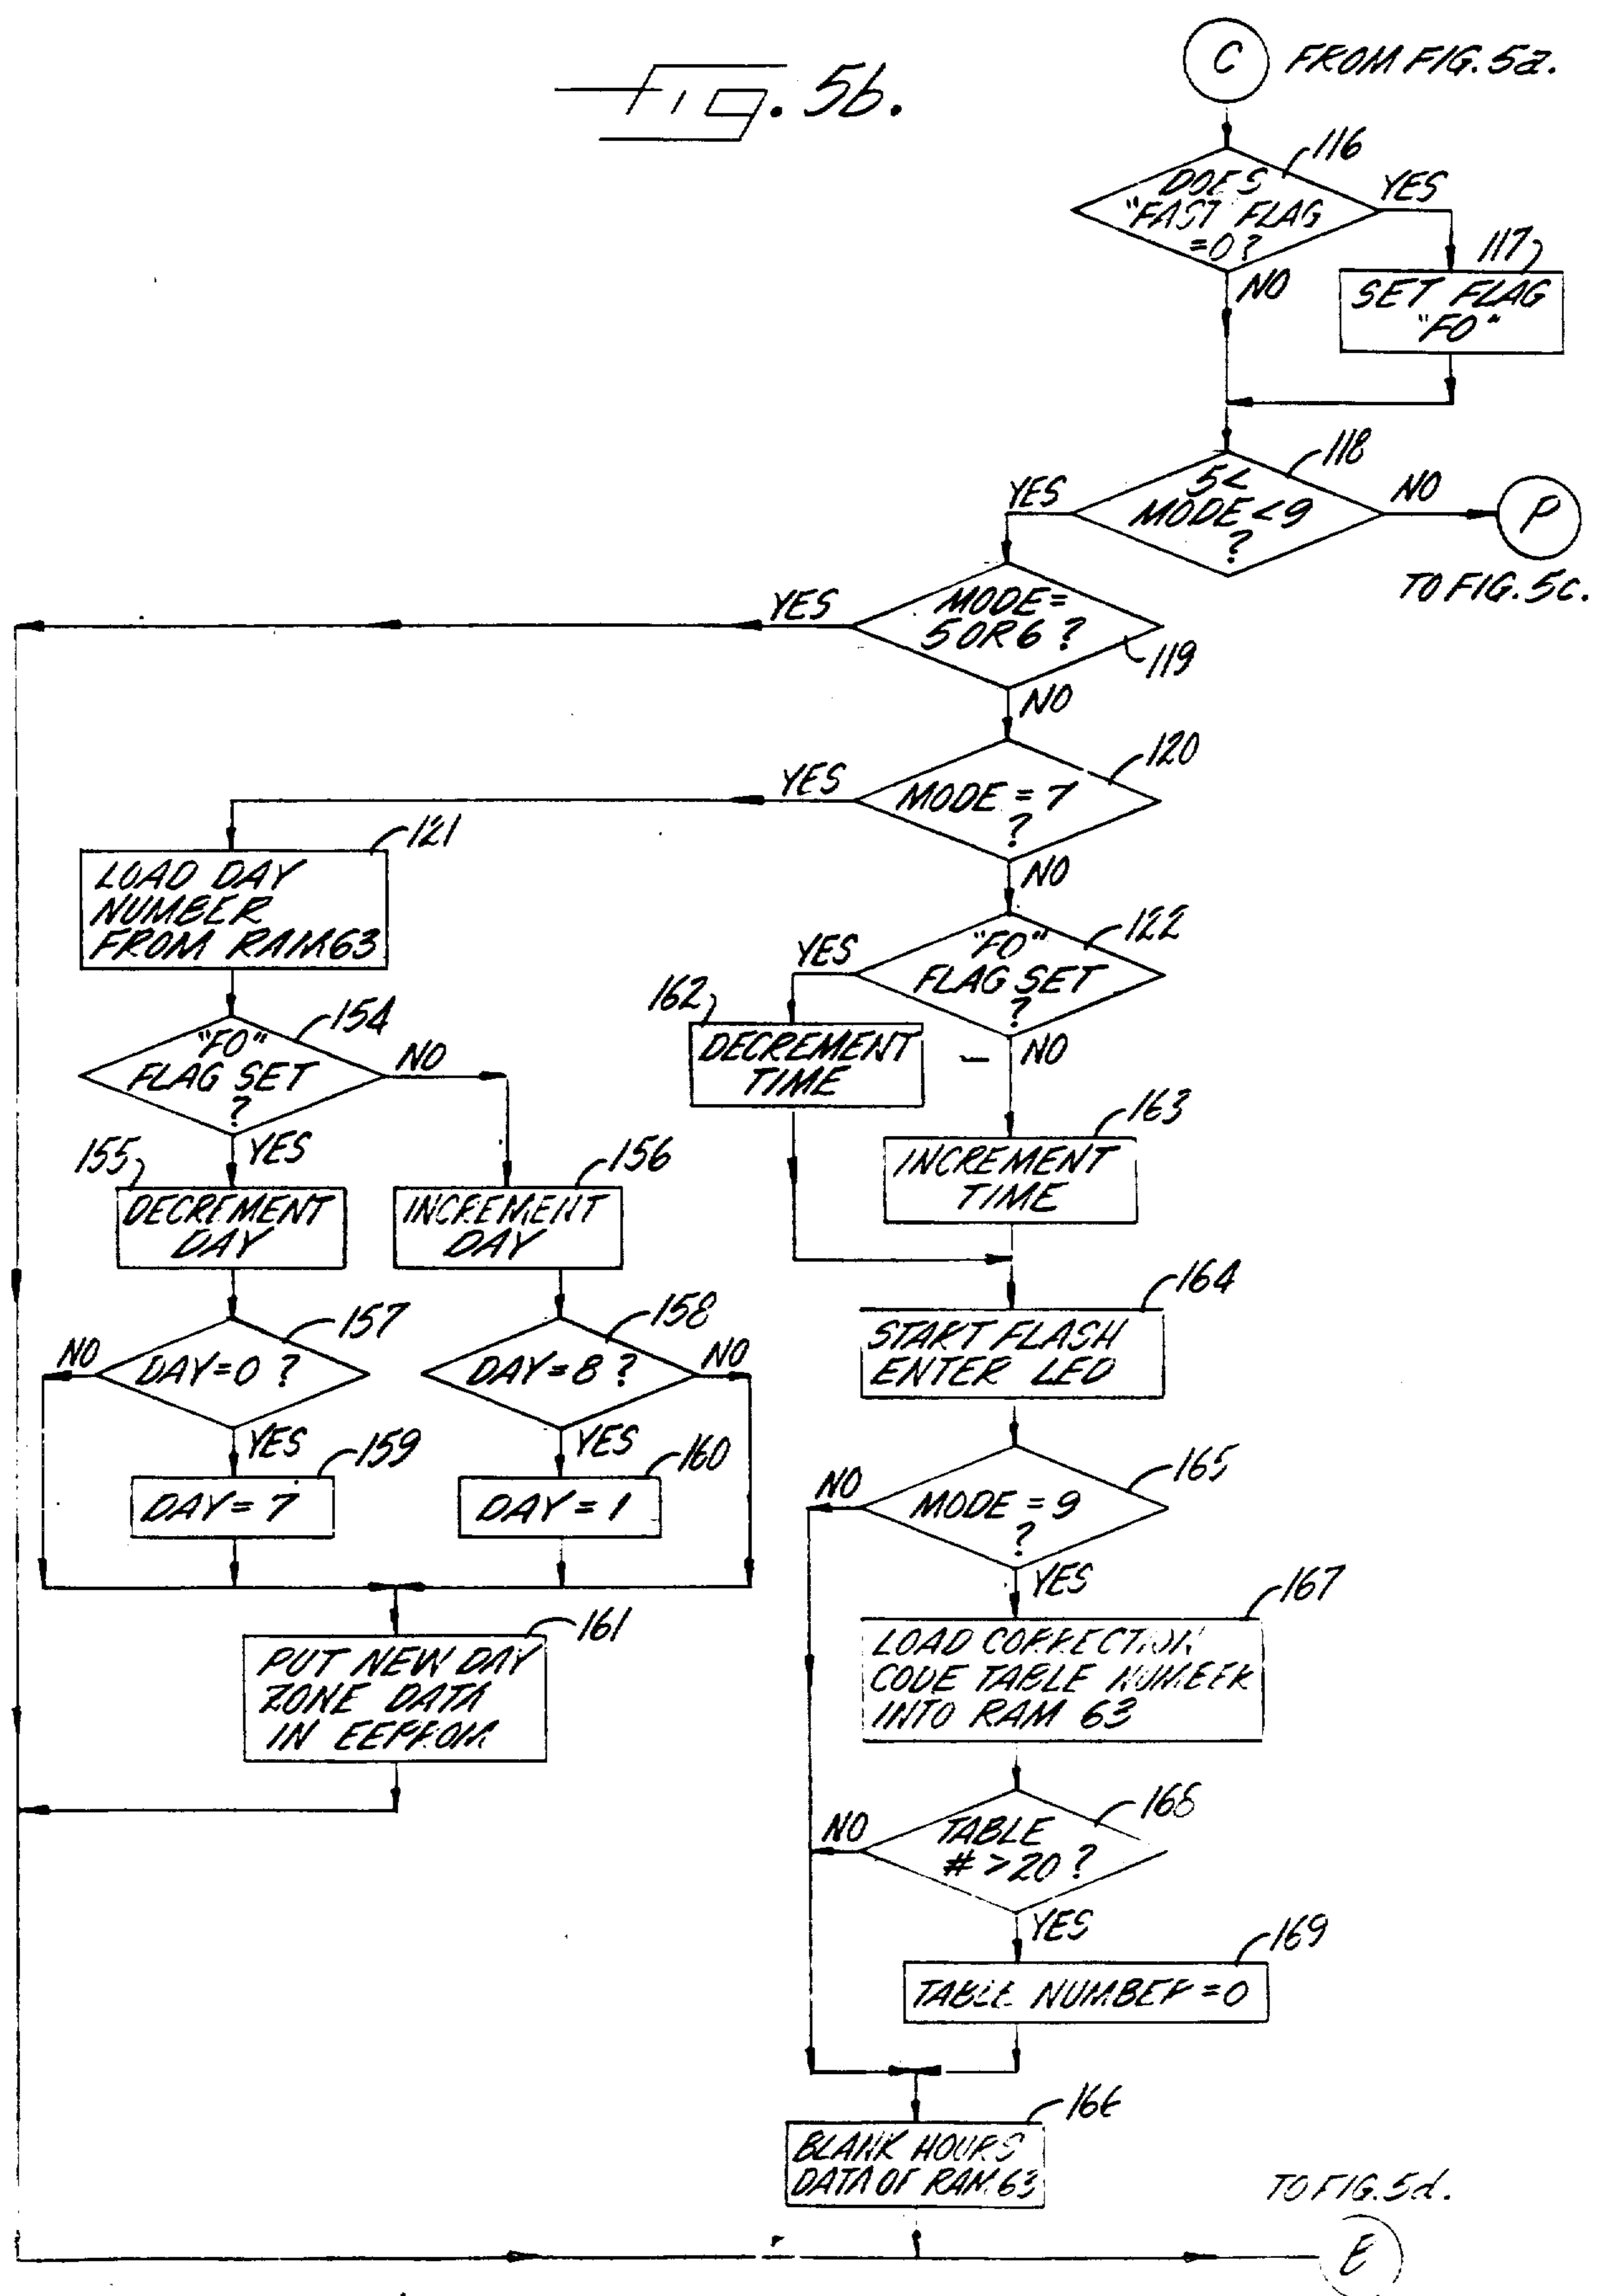 Fig. 5b.
C FROM FIG. 5a.
116
DOES
"FAST FLAG
=0?
YES
NO
117
SET FLAG
"F0"
118
5<
MODE<9
?
YES
NO
P
TO FIG. 5c.
MODE=
5 OR 6 ?
YES
119
NO
120
MODE = 7
?
YES
NO
121
LOAD DAY
NUMBER
FROM RAM 63
122
"F0"
FLAG SET
?
YES
NO
154
"F0"
FLAG SET
?
NO
YES
162
DECREMENT
TIME
163
INCREMENT
TIME
155
DECREMENT
DAY
156
INCREMENT
DAY
164
START FLASH
ENTER LED
157
DAY=0 ?
NO
YES
158
DAY=8 ?
NO
YES
159
DAY = 7
160
DAY = 1
165
MODE = 9
?
NO
YES
161
PUT NEW DAY
ZONE DATA
IN EEPROM
167
LOAD CORRECTION
CODE TABLE NUMBER
INTO RAM 63
168
TABLE
# >20 ?
NO
YES
169
TABLE NUMBER =0
166
BLANK HOURS
DATA OF RAM 63
TO FIG. 5d.
E